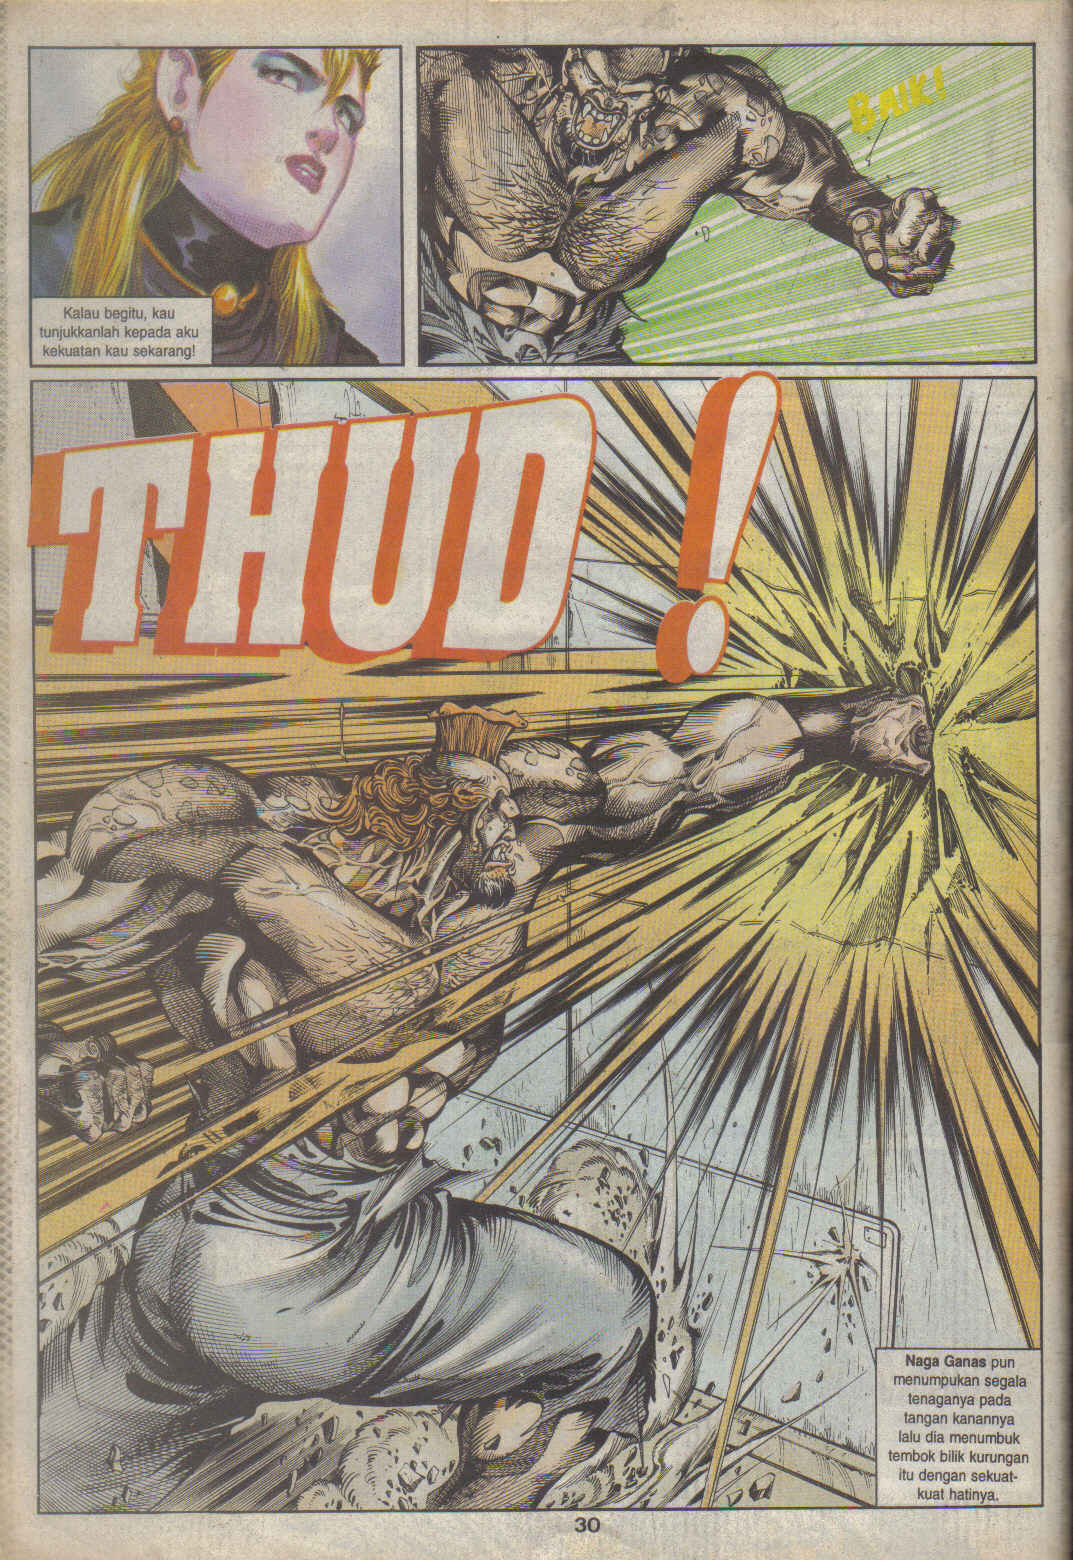 Kalau begitu, kau
tunjukkanlah kepada aku
kekuatan kau sekarang!
BAIK!
THUD!
Naga Ganas pun
menumpukan segala
tenaganya pada
tangan kanannya
lalu dia menumbuk
tembok bilik kurungan
itu dengan sekuat-
kuat hatinya.
30